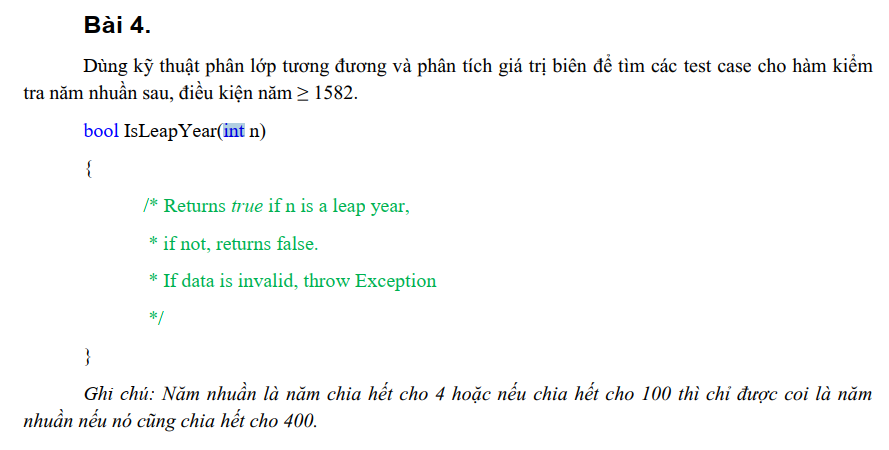 Bài 4.
Dùng kỹ thuật phân lớp tương đương và phân tích giá trị biên để tìm các test case cho hàm kiểm
tra năm nhuần sau, điều kiện năm ≥ 1582.
bool IsLeapYear(int n)
{
/* Returns true if n is a leap year,
* if not, returns false.
* If data is invalid, throw Exception
*/
}
Ghi chú: Năm nhuần là năm chia hết cho 4 hoặc nếu chia hết cho 100 thì chỉ được coi là năm
nhuần nếu nó cũng chia hết cho 400.